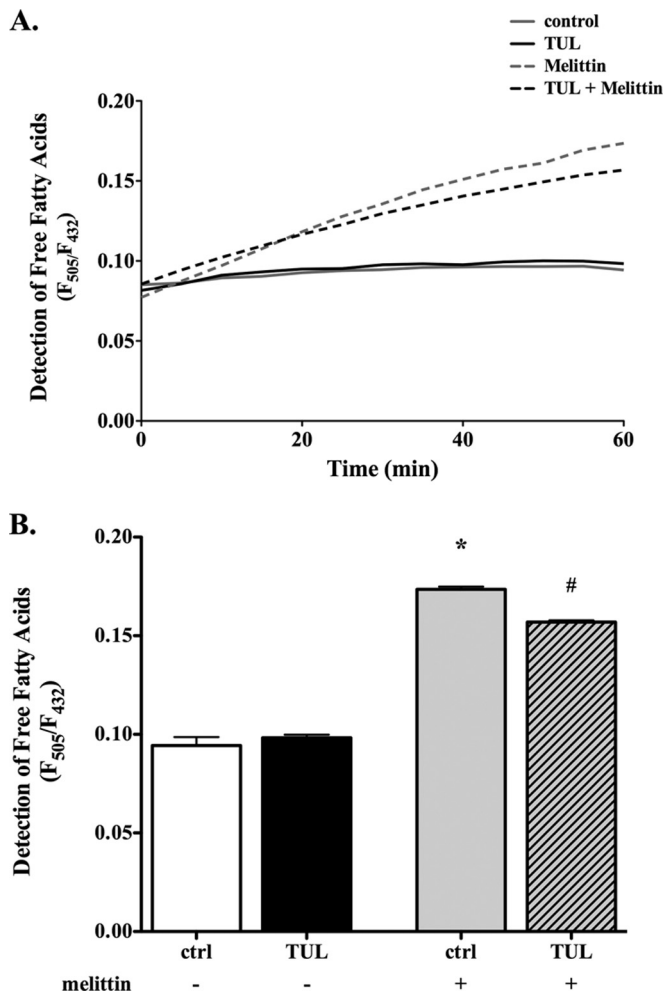 A.
control
TUL
Melittin
TUL + Melittin
Detection of Free Fatty Acids
(F505/F432)
0.20
0.15
0.10
0.05
0.00
0 20 40 60
Time (min)
B.
Detection of Free Fatty Acids
(F505/F432)
0.20
0.15
0.10
0.05
0.00
* #
ctrl TUL ctrl TUL
melittin - - + +